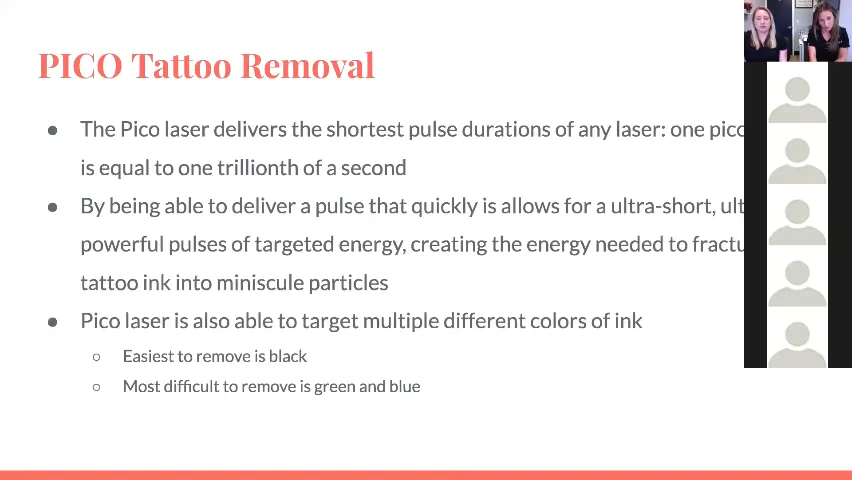 PICO Tattoo Removal
● The Pico laser delivers the shortest pulse durations of any laser: one
is equal to one trillionth of a second
● By being able to deliver a pulse that quickly is allows for a ultra-short,
powerful pulses of targeted energy, creating the energy needed to
tattoo ink into miniscule particles
● Pico laser is also able to target multiple different colors of ink
○ Easiest to remove is black
○ Most difficult to remove is green and blue